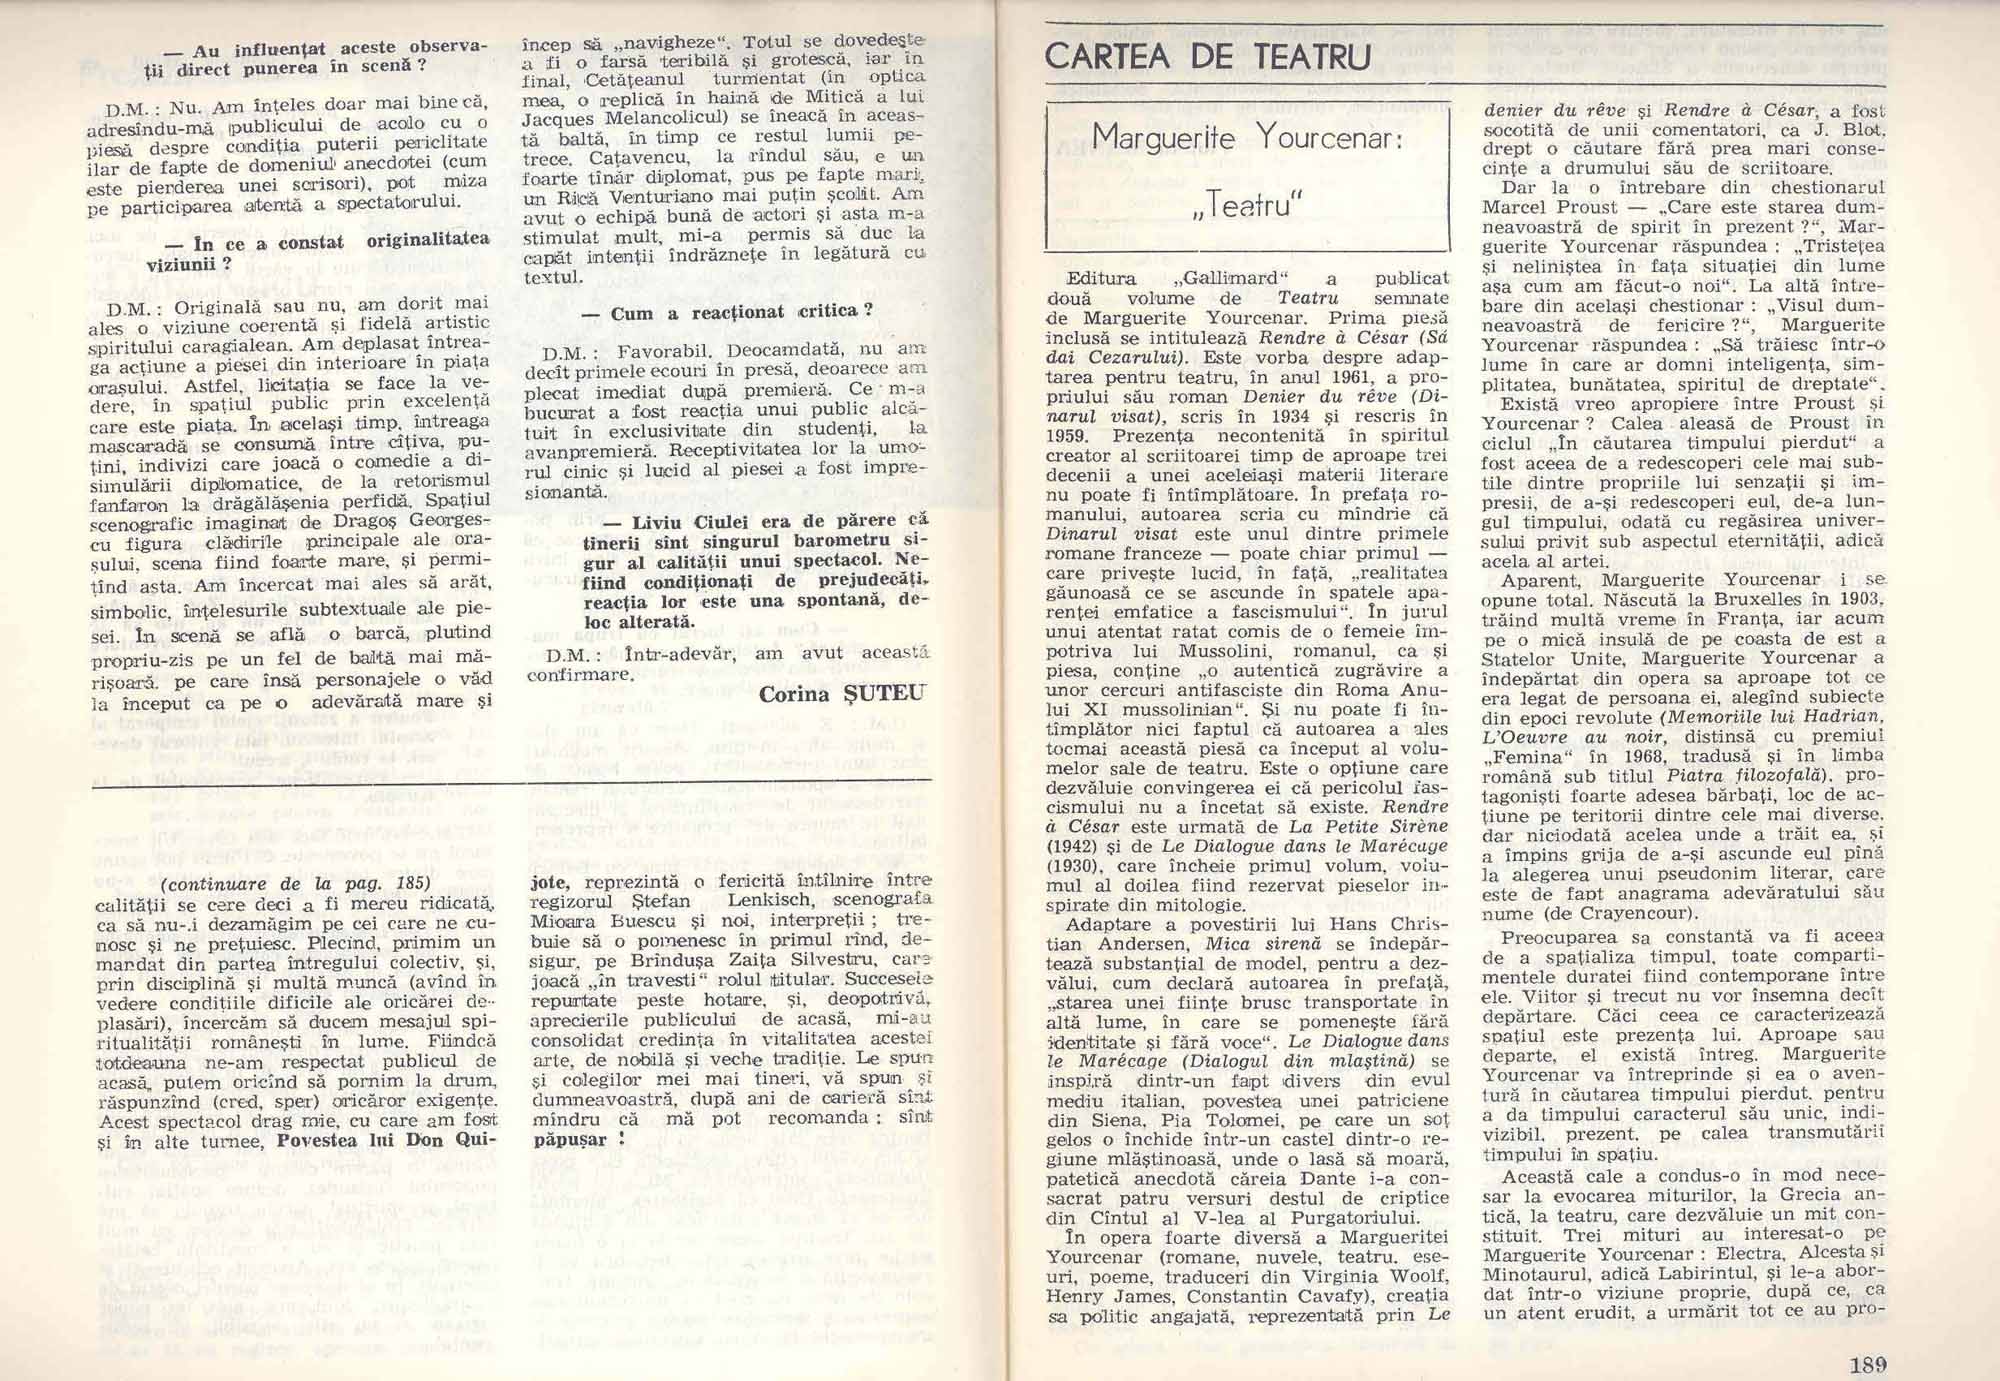 — Au influențat aceste observa-
ții direct punerea în scenă ?
D.M. : Nu. Am înțeles doar mai bine că,
adresîndu-mă publicului de acolo cu o
piesă despre condiția puterii periclitate
ilar de fapte de domeniul anecdotei (cum
este pierderea unei scrisori), pot miza
pe participarea atentă a spectatorului.
— În ce a constat originalitatea
viziunii ?
D.M. : Originală sau nu, am dorit mai
ales o viziune coerentă și fidelă artistic
spiritului caragialean. Am deplasat întrea-
ga acțiune a piesei din interioare în piața
orașului. Astfel, licitația se face la ve-
dere, în spațiul public prin excelență
care este piața. În același timp, întreaga
mascaradă se consumă între cîțiva, pu-
țini, indivizi care joacă o comedie a di-
simulării diplomatice, de la retorismul
fanfaron la drăgălășenia perfidă. Spațiul
scenografic imaginat de Dragoș Georges-
cu figura clădirile principale ale ora-
șului, scena fiind foarte mare, și permi-
țînd asta. Am încercat mai ales să arăt,
simbolic, înțelesurile subtextuale ale pie-
sei. În scenă se află o barcă, plutind
propriu-zis pe un fel de baltă mai mă-
rișoară, pe care însă personajele o văd
la început ca pe o adevărată mare și
încep să „navigheze“. Totul se dovedește
a fi o farsă teribilă și grotescă, iar în
final, Cetățeanul turmentat (în optica
mea, o replică în haină de Mitică a lui
Jacques Melancolicul) se îneacă în aceas-
tă baltă, în timp ce restul lumii pe-
trece. Cațavencu, la rîndul său, e un
foarte tînăr diplomat, pus pe fapte mari,
un Rică Venturiano mai puțin școlit. Am
avut o echipă bună de actori și asta m-a
stimulat mult, mi-a permis să duc la
capăt intenții îndrăznețe în legătură cu
textul.
— Cum a reacționat critica ?
D.M. : Favorabil. Deocamdată, nu am
decît primele ecouri în presă, deoarece am
plecat imediat după premieră. Ce m-a
bucurat a fost reacția unui public alcă-
tuit în exclusivitate din studenți, la
avanpremieră. Receptivitatea lor la umo-
rul cinic și lucid al piesei a fost impre-
sionantă.
— Liviu Ciulei era de părere că
tinerii sînt singurul barometru si-
gur al calității unui spectacol. Ne-
fiind condiționați de prejudecăți,
reacția lor este una spontană, de-
loc alterată.
D.M. : Într-adevăr, am avut această
confirmare.
Corina ȘUTEU
(continuare de la pag. 185)
calității se cere deci a fi mereu ridicată,
ca să nu-i dezamăgim pe cei care ne cu-
nosc și ne prețuiesc. Plecînd, primim un
mandat din partea întregului colectiv, și,
prin disciplină și multă muncă (avînd în
vedere condițiile dificile ale oricărei de-
plasări), încercăm să ducem mesajul spi-
ritualității românești în lume. Fiindcă
totdeauna ne-am respectat publicul de
acasă, putem oricînd să pornim la drum,
răspunzînd (cred, sper) oricăror exigențe.
Acest spectacol drag mie, cu care am fost
și în alte turnee, Povestea lui Don Qui-
jote, reprezintă o fericită întîlnire între
regizorul Ștefan Lenkisch, scenografa
Mioara Buescu și noi, interpreții ; tre-
buie să o pomenesc în primul rînd, de-
sigur, pe Brîndușa Zaița Silvestru, care
joacă „în travesti“ rolul titular. Succesele
repurtate peste hotare, și, deopotrivă,
aprecierile publicului de acasă, mi-au
consolidat credința în vitalitatea acestei
arte, de nobilă și veche tradiție. Le spun
și colegilor mei mai tineri, vă spun și
dumneavoastră, după ani de carieră sînt
mîndru că mă pot recomanda : sînt
păpușar !
CARTEA DE TEATRU
Marguerite Yourcenar:
„Teatru“
Editura „Gallimard“ a publicat
două volume de Teatru semnate
de Marguerite Yourcenar. Prima piesă
inclusă se intitulează Rendre à César (Să
dai Cezarului). Este vorba despre adap-
tarea pentru teatru, în anul 1961, a pro-
priului său roman Denier du rêve (Di-
narul visat), scris în 1934 și rescris în
1959. Prezența necontenită în spiritul
creator al scriitoarei timp de aproape trei
decenii a unei aceleiași materii literare
nu poate fi întîmplătoare. În prefața ro-
manului, autoarea scria cu mîndrie că
Dinarul visat este unul dintre primele
romane franceze — poate chiar primul —
care privește lucid, în față, „realitatea
găunoasă ce se ascunde în spatele apa-
renței emfatice a fascismului“. În jurul
unui atentat ratat comis de o femeie îm-
potriva lui Mussolini, romanul, ca și
piesa, conține „o autentică zugrăvire a
unor cercuri antifasciste din Roma Anu-
lui XI mussolinian“. Și nu poate fi în-
tîmplător nici faptul că autoarea a ales
tocmai această piesă ca început al volu-
melor sale de teatru. Este o opțiune care
dezvăluie convingerea ei că pericolul fas-
cismului nu a încetat să existe. Rendre
à César este urmată de La Petite Sirène
(1942) și de Le Dialogue dans le Marécage
(1930), care încheie primul volum, volu-
mul al doilea fiind rezervat pieselor in-
spirate din mitologie.
Adaptare a povestirii lui Hans Chris-
tian Andersen, Mica sirenă se îndepăr-
tează substanțial de model, pentru a dez-
vălui, cum declară autoarea în prefață,
„starea unei ființe brusc transportate în
altă lume, în care se pomenește fără
identitate și fără voce“. Le Dialogue dans
le Marécage (Dialogul din mlaștină) se
inspiră dintr-un fapt divers din evul
mediu italian, povestea unei patriciene
din Siena, Pia Tolomei, pe care un soț
gelos o închide într-un castel dintr-o re-
giune mlăștinoasă, unde o lasă să moară,
patetică anecdotă căreia Dante i-a con-
sacrat patru versuri destul de criptice
din Cîntul al V-lea al Purgatoriului.
În opera foarte diversă a Margueritei
Yourcenar (romane, nuvele, teatru, ese-
uri, poeme, traduceri din Virginia Woolf,
Henry James, Constantin Cavafy), creația
sa politic angajată, reprezentată prin Le
denier du rêve și Rendre à César, a fost
socotită de unii comentatori, ca J. Blot,
drept o căutare fără prea mari conse-
cințe a drumului său de scriitoare.
Dar la o întrebare din chestionarul
Marcel Proust — „Care este starea dum-
neavoastră de spirit în prezent ?“, Mar-
guerite Yourcenar răspundea : „Tristețea
și neliniștea în fața situației din lume
așa cum am făcut-o noi“. La altă între-
bare din același chestionar : „Visul dum-
neavoastră de fericire ?“, Marguerite
Yourcenar răspundea : „Să trăiesc într-o
lume în care ar domni inteligența, sim-
plitatea, bunătatea, spiritul de dreptate“.
Există vreo apropiere între Proust și
Yourcenar ? Calea aleasă de Proust în
ciclul „În căutarea timpului pierdut“ a
fost aceea de a redescoperi cele mai sub-
tile dintre propriile lui senzații și im-
presii, de a-și redescoperi eul, de-a lun-
gul timpului, odată cu regăsirea univer-
sului privit sub aspectul eternității, adică
acela al artei.
Aparent, Marguerite Yourcenar i se
opune total. Născută la Bruxelles în 1903,
trăind multă vreme în Franța, iar acum
pe o mică insulă de pe coasta de est a
Statelor Unite, Marguerite Yourcenar a
îndepărtat din opera sa aproape tot ce
era legat de persoana ei, alegînd subiecte
din epoci revolute (Memoriile lui Hadrian,
L'Oeuvre au noir, distinsă cu premiul
„Femina“ în 1968, tradusă și în limba
română sub titlul Piatra filozofală), pro-
tagoniști foarte adesea bărbați, loc de ac-
țiune pe teritorii dintre cele mai diverse,
dar niciodată acelea unde a trăit ea, și
a împins grija de a-și ascunde eul pînă
la alegerea unui pseudonim literar, care
este de fapt anagrama adevăratului său
nume (de Crayencour).
Preocuparea sa constantă va fi aceea
de a spațializa timpul, toate comparti-
mentele duratei fiind contemporane între
ele. Viitor și trecut nu vor însemna decît
depărtare. Căci ceea ce caracterizează
spațiul este prezența lui. Aproape sau
departe, el există întreg. Marguerite
Yourcenar va întreprinde și ea o aven-
tură în căutarea timpului pierdut, pentru
a da timpului caracterul său unic, indi-
vizibil, prezent, pe calea transmutării
timpului în spațiu.
Această cale a condus-o în mod nece-
sar la evocarea miturilor, la Grecia an-
tică, la teatru, care dezvăluie un mit con-
stituit. Trei mituri au interesat-o pe
Marguerite Yourcenar : Electra, Alcesta și
Minotaurul, adică Labirintul, și le-a abor-
dat într-o viziune proprie, după ce, ca
un atent erudit, a urmărit tot ce au pro-
189